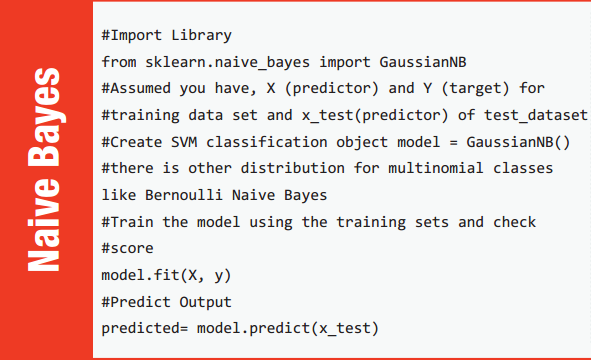 Naive Bayes
#Import Library
from sklearn.naive_bayes import GaussianNB
#Assumed you have, X (predictor) and Y (target) for
#training data set and x_test(predictor) of test_dataset
#Create SVM classification object model = GaussianNB()
#there is other distribution for multinomial classes
like Bernoulli Naive Bayes
#Train the model using the training sets and check
#score
model.fit(X, y)
#Predict Output
predicted= model.predict(x_test)